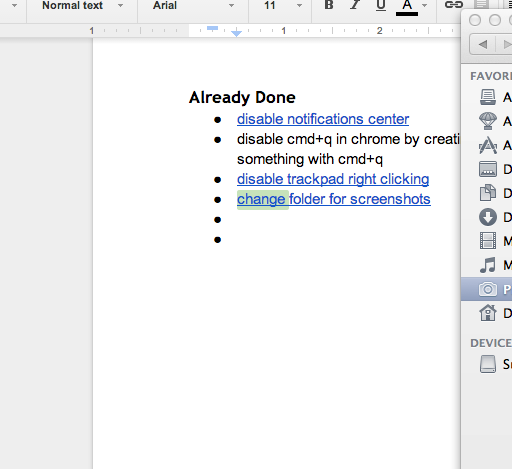 Normal text Arial 11 B I U A
1 1 2
Already Done
disable notifications center
disable cmd+q in chrome by creati
something with cmd+q
disable trackpad right clicking
change folder for screenshots
FAVORI
A
A
A
D
D
D
M
M
P
D
DEVICE
S